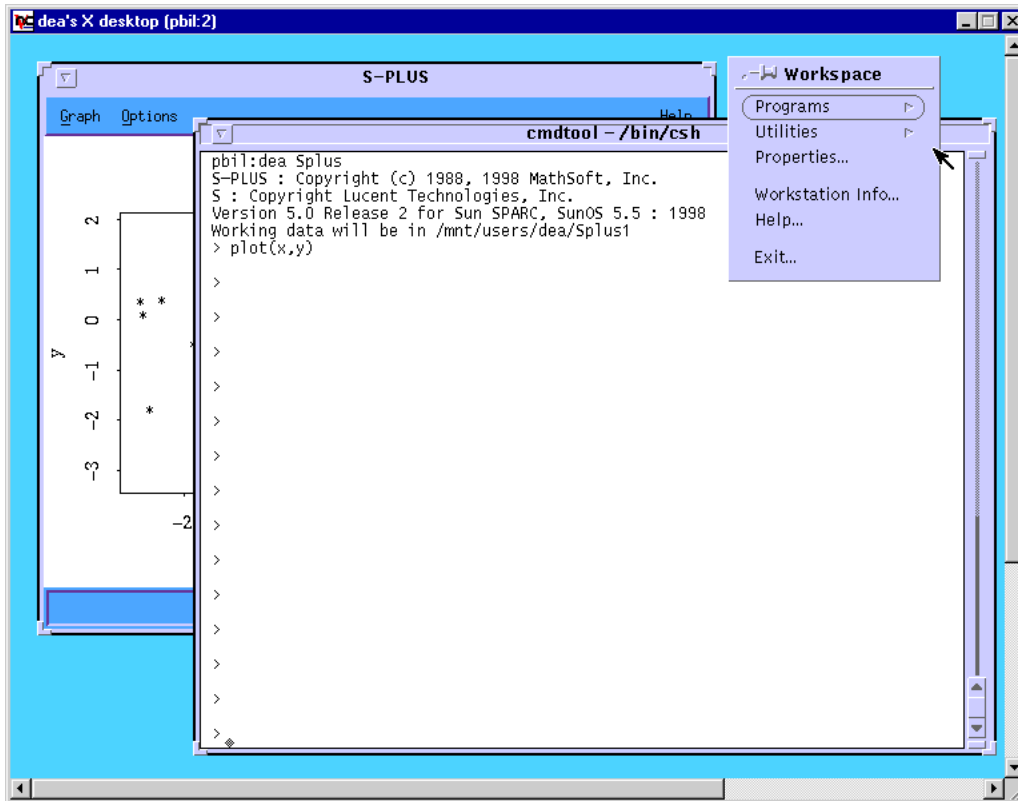 dea's X desktop (pbil:2)
S-PLUS
Graph Options Help
2
1
0
-1
-2
-3
y
-2
cmdtool - /bin/csh
pbil:dea Splus
S-PLUS : Copyright (c) 1988, 1998 MathSoft, Inc.
S : Copyright Lucent Technologies, Inc.
Version 5.0 Release 2 for Sun SPARC, SunOS 5.5 : 1998
Working data will be in /mnt/users/dea/Splus1
> plot(x,y)
>
>
>
>
>
>
>
>
>
>
>
>
>
>
Workspace
Programs
Utilities
Properties...
Workstation Info...
Help...
Exit...